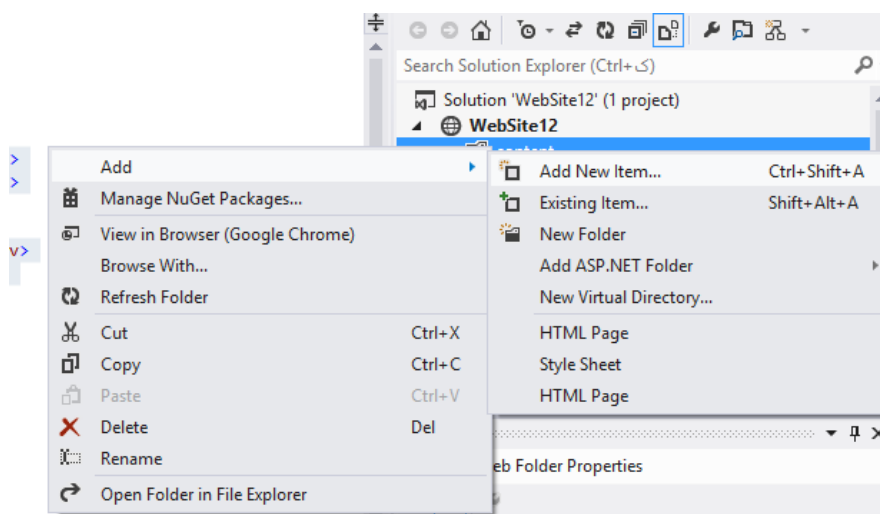 Search Solution Explorer (Ctrl+ک)
Solution 'WebSite12' (1 project)
WebSite12
content
>
>
v>
Add
Manage NuGet Packages...
View in Browser (Google Chrome)
Browse With...
Refresh Folder
Cut Ctrl+X
Copy Ctrl+C
Paste Ctrl+V
Delete Del
Rename
Open Folder in File Explorer
Add New Item... Ctrl+Shift+A
Existing Item... Shift+Alt+A
New Folder
Add ASP.NET Folder
New Virtual Directory...
HTML Page
Style Sheet
HTML Page
eb Folder Properties